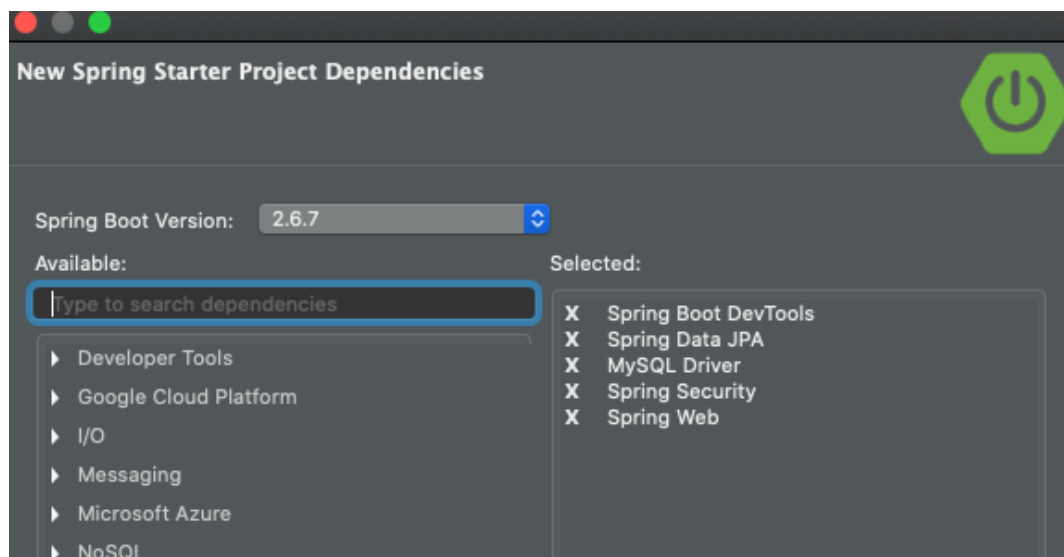 New Spring Starter Project Dependencies
Spring Boot Version: 2.6.7
Available:
Type to search dependencies
Developer Tools
Google Cloud Platform
I/O
Messaging
Microsoft Azure
NoSQL
Selected:
X Spring Boot DevTools
X Spring Data JPA
X MySQL Driver
X Spring Security
X Spring Web